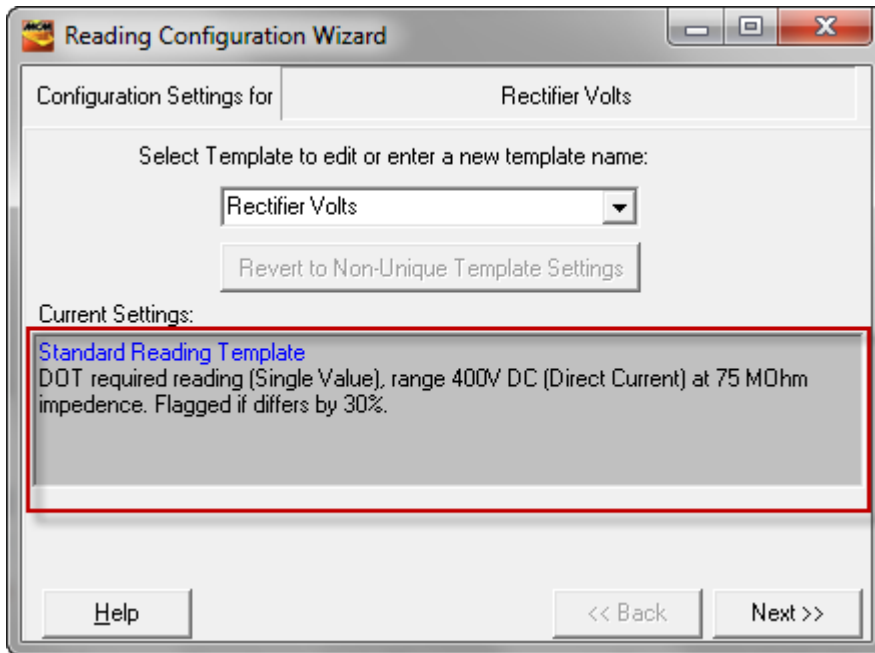 MCM
Reading Configuration Wizard
Configuration Settings for
Rectifier Volts
Select Template to edit or enter a new template name:
Rectifier Volts
Revert to Non-Unique Template Settings
Current Settings:
Standard Reading Template
DOT required reading (Single Value), range 400V DC (Direct Current) at 75 MOhm
impedence. Flagged if differs by 30%.
Help
<< Back
Next >>